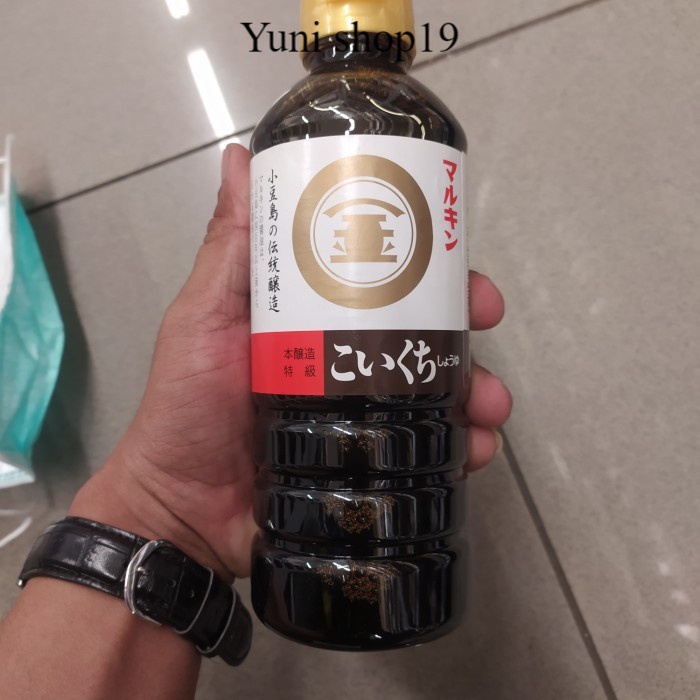 Yuni shop19
マルキン
金
小豆島の伝統醸造
本醸造
特級
こいくち
しょうゆ